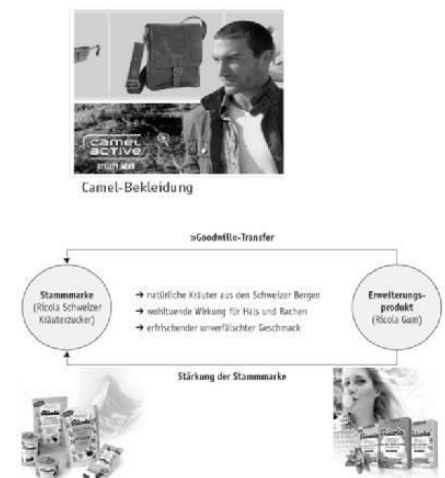 camel
active
Camel-Bekleidung
»Goodwill«-Transfer
Stammmarke
(Ricola Schweizer
Kräuterzucker)
→ natürliche Kräuter aus den Schweizer Bergen
→ wohltuende Wirkung für Hals und Rachen
→ erfrischender unverfälschter Geschmack
Erweiterungs-
produkt
(Ricola Gum)
Stärkung der Stammmarke
Ricola
Ricola
Ricola